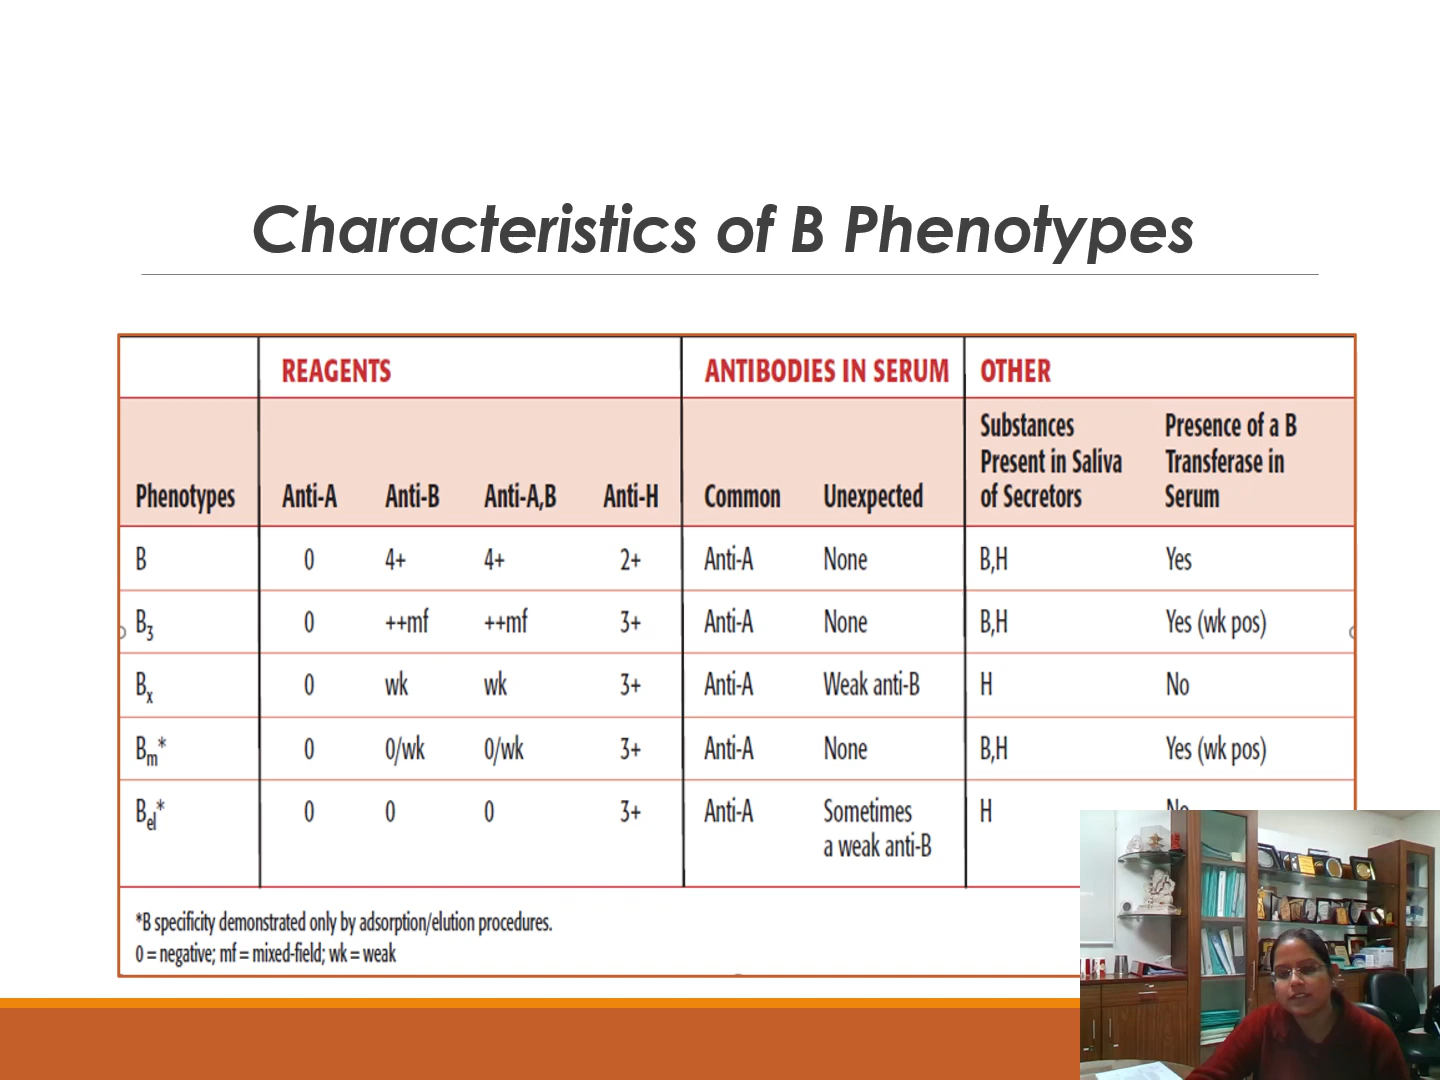 Characteristics of B Phenotypes
REAGENTS ANTIBODIES IN SERUM OTHER
Phenotypes Anti-A Anti-B Anti-A,B Anti-H Common Unexpected Substances Present in Saliva of Secretors Presence of a B Transferase in Serum
B 0 4+ 4+ 2+ Anti-A None B,H Yes
B3 0 ++mf ++mf 3+ Anti-A None B,H Yes (wk pos)
Bx 0 wk wk 3+ Anti-A Weak anti-B H No
Bm* 0 0/wk 0/wk 3+ Anti-A None B,H Yes (wk pos)
Bel* 0 0 0 3+ Anti-A Sometimes a weak anti-B H No
*B specificity demonstrated only by adsorption/elution procedures.
0 = negative; mf = mixed-field; wk = weak